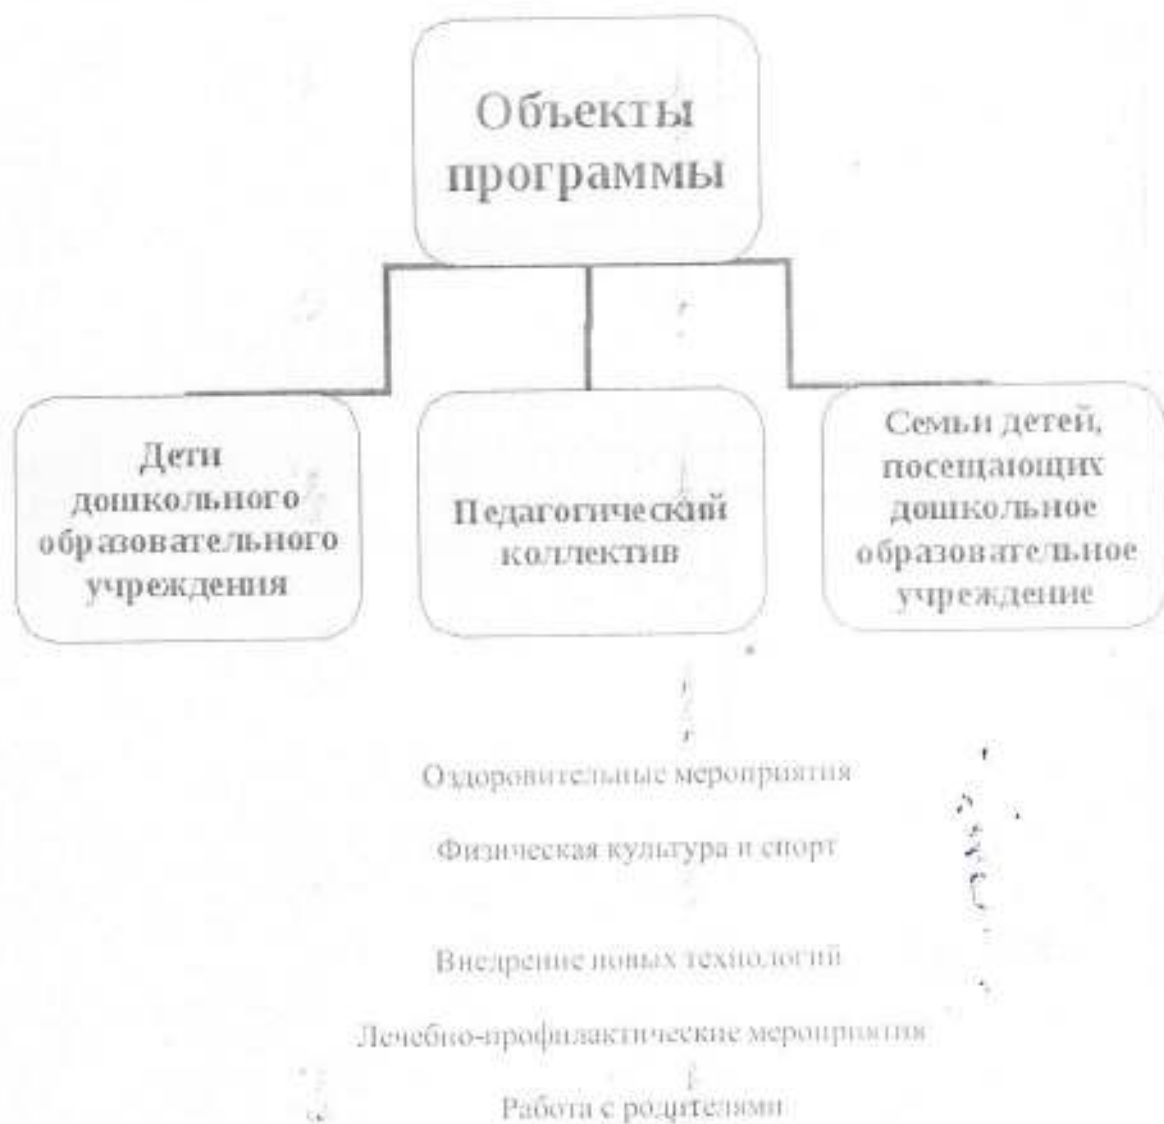 Объекты
программы
Дети
дошкольного
образовательного
учреждения
Педагогический
коллектив
Семьи детей,
посещающих
дошкольное
образовательное
учреждение
Оздоровительные мероприятия
Физическая культура и спорт
Внедрение новых технологий
Лечебно-профилактические мероприятия
Работа с родителями